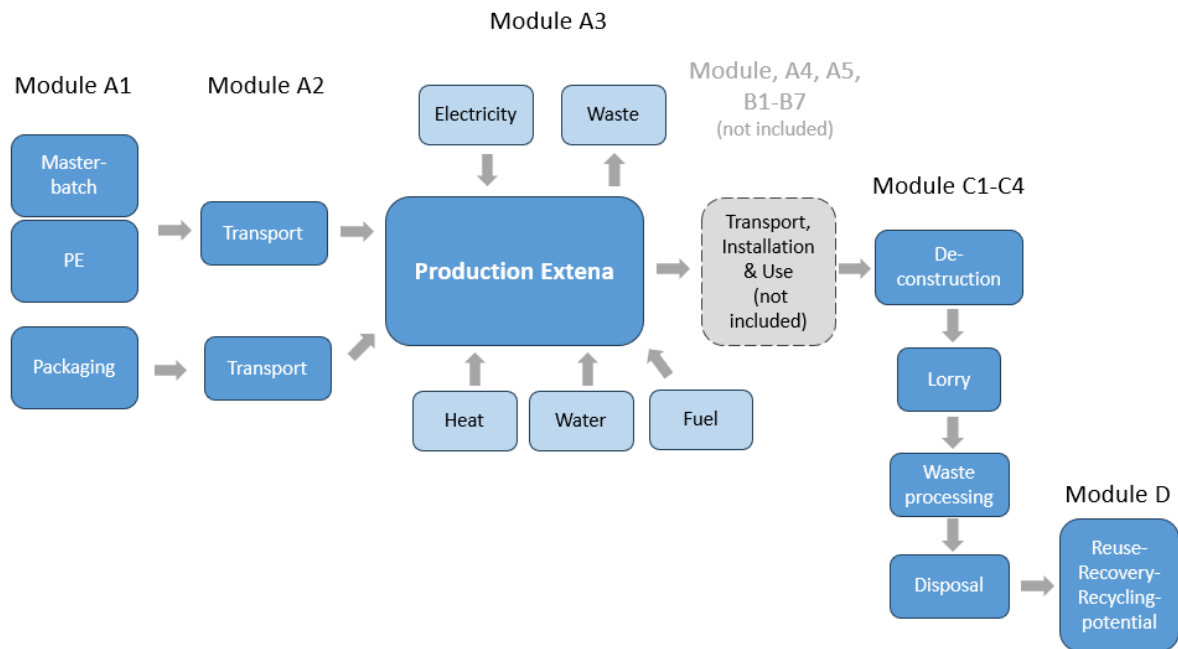 Module A3
Module A1
Module A2
Module, A4, A5,
B1-B7
(not included)
Electricity
Waste
Master-
batch
PE
Packaging
Transport
Transport
Production Extena
Heat
Water
Fuel
Transport,
Installation
& Use
(not
included)
Module C1-C4
De-
construction
Lorry
Waste
processing
Disposal
Module D
Reuse-
Recovery-
Recycling-
potential